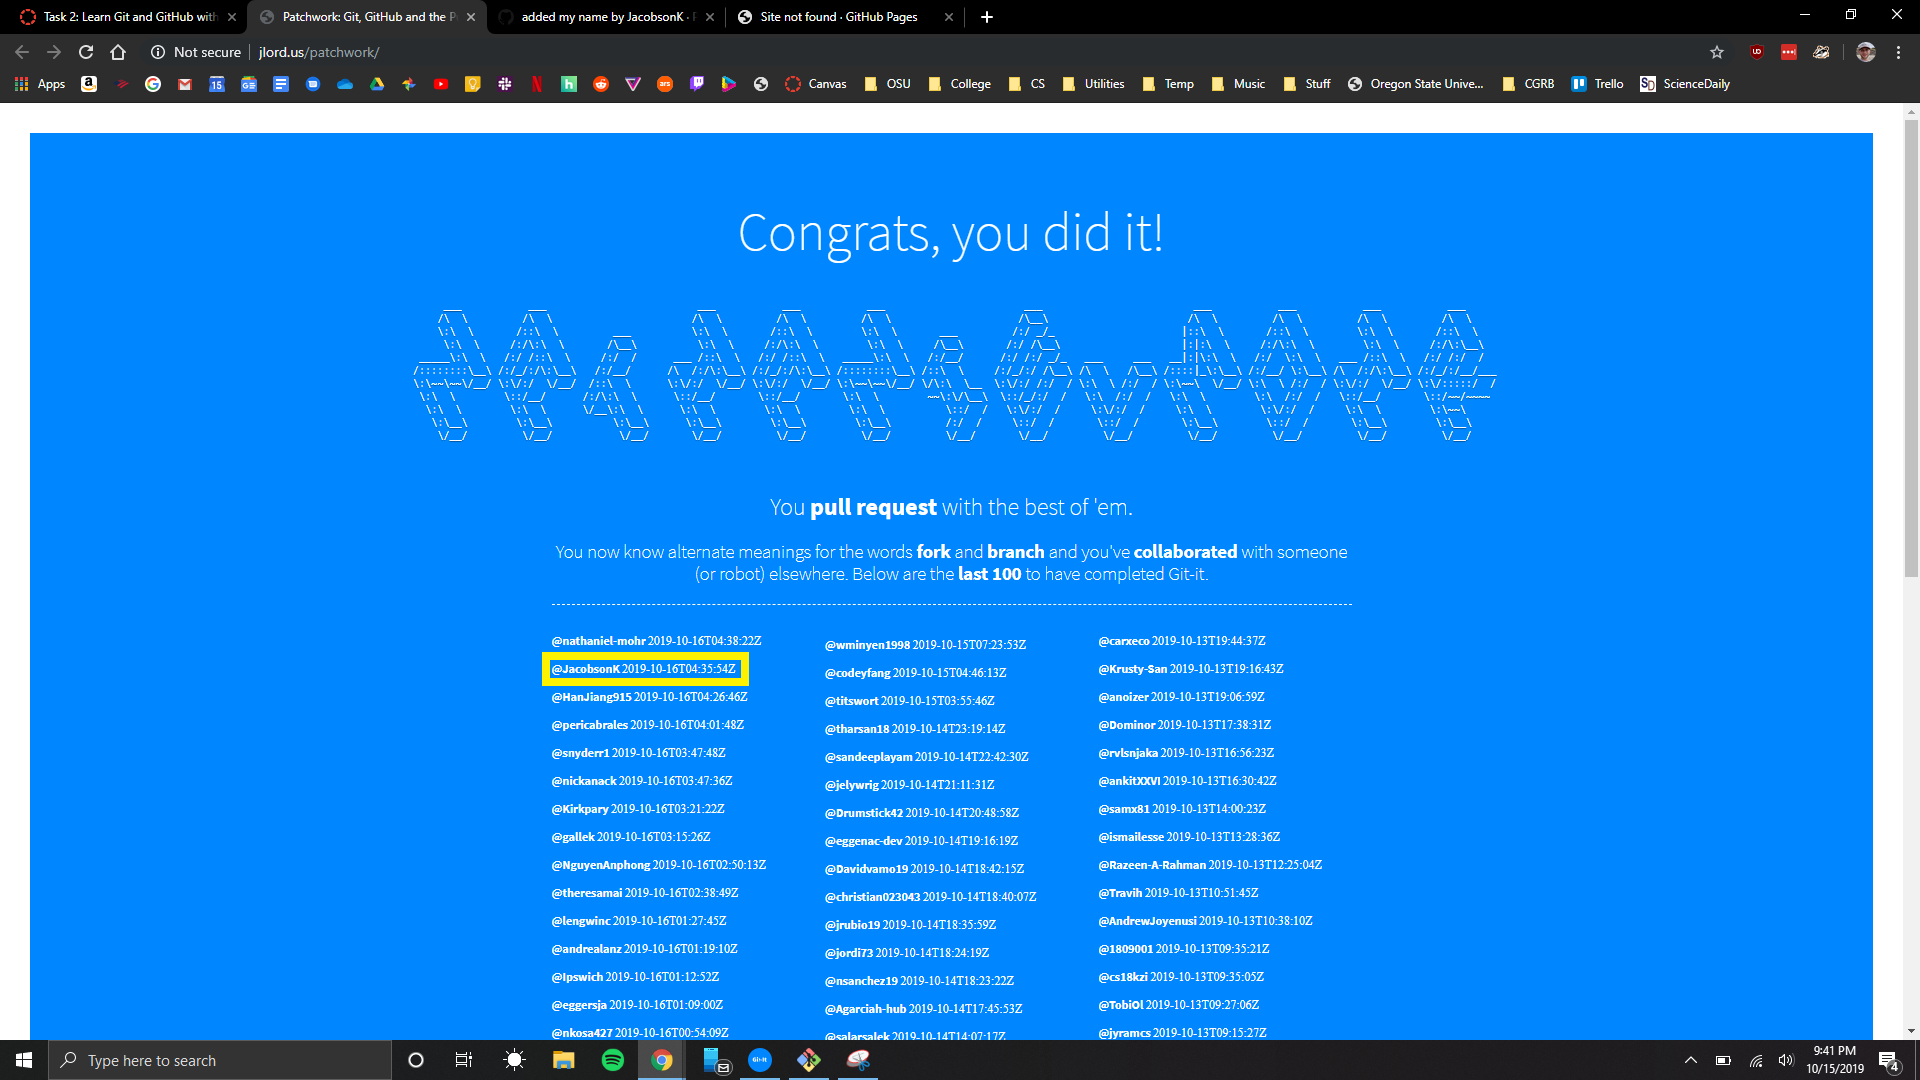 Task 2: Learn Git and GitHub with
Patchwork: Git, GitHub and the P
added my name by JacobsonK ·
Site not found · GitHub Pages
Not secure
jlord.us/patchwork/
Apps
Canvas
OSU
College
CS
Utilities
Temp
Music
Stuff
Oregon State Unive...
CGRB
Trello
ScienceDaily
Congrats, you did it!
You pull request with the best of 'em.
You now know alternate meanings for the words fork and branch and you've collaborated with someone
(or robot) elsewhere. Below are the last 100 to have completed Git-it.
@nathaniel-mohr 2019-10-16T04:38:22Z
@JacobsonK 2019-10-16T04:35:54Z
@HanJiang915 2019-10-16T04:26:46Z
@pericabrales 2019-10-16T04:01:48Z
@snyderr1 2019-10-16T03:47:48Z
@nickanack 2019-10-16T03:47:36Z
@Kirkpary 2019-10-16T03:21:22Z
@gallek 2019-10-16T03:15:26Z
@NguyenAnphong 2019-10-16T02:50:13Z
@theresamai 2019-10-16T02:38:49Z
@lengwinc 2019-10-16T01:27:45Z
@andrealanz 2019-10-16T01:19:10Z
@Ipswich 2019-10-16T01:12:52Z
@eggersja 2019-10-16T01:09:00Z
@nkosa427 2019-10-16T00:54:09Z
@wminyen1998 2019-10-15T07:23:53Z
@codeyfang 2019-10-15T04:46:13Z
@titswort 2019-10-15T03:55:46Z
@tharsan18 2019-10-14T23:19:14Z
@sandeeplayam 2019-10-14T22:42:30Z
@jelywrig 2019-10-14T21:11:31Z
@Drumstick42 2019-10-14T20:48:58Z
@eggenac-dev 2019-10-14T19:16:19Z
@Davidvamo19 2019-10-14T18:42:15Z
@christian023043 2019-10-14T18:40:07Z
@jrubio19 2019-10-14T18:35:59Z
@jordi73 2019-10-14T18:24:19Z
@nsanchez19 2019-10-14T18:23:22Z
@Agarciah-hub 2019-10-14T17:45:53Z
@salarsalek 2019-10-14T14:07:17Z
@carxeco 2019-10-13T19:44:37Z
@Krusty-San 2019-10-13T19:16:43Z
@anoizer 2019-10-13T19:06:59Z
@Dominor 2019-10-13T17:38:31Z
@rvlsnjaka 2019-10-13T16:56:23Z
@ankitXXVI 2019-10-13T16:30:42Z
@samx81 2019-10-13T14:00:23Z
@ismailesse 2019-10-13T13:28:36Z
@Razeen-A-Rahman 2019-10-13T12:25:04Z
@Travih 2019-10-13T10:51:45Z
@AndrewJoyenusi 2019-10-13T10:38:10Z
@1809001 2019-10-13T09:35:21Z
@cs18kzi 2019-10-13T09:35:05Z
@TobiOl 2019-10-13T09:27:06Z
@jyramcs 2019-10-13T09:15:27Z
Type here to search
9:41 PM
10/15/2019
4